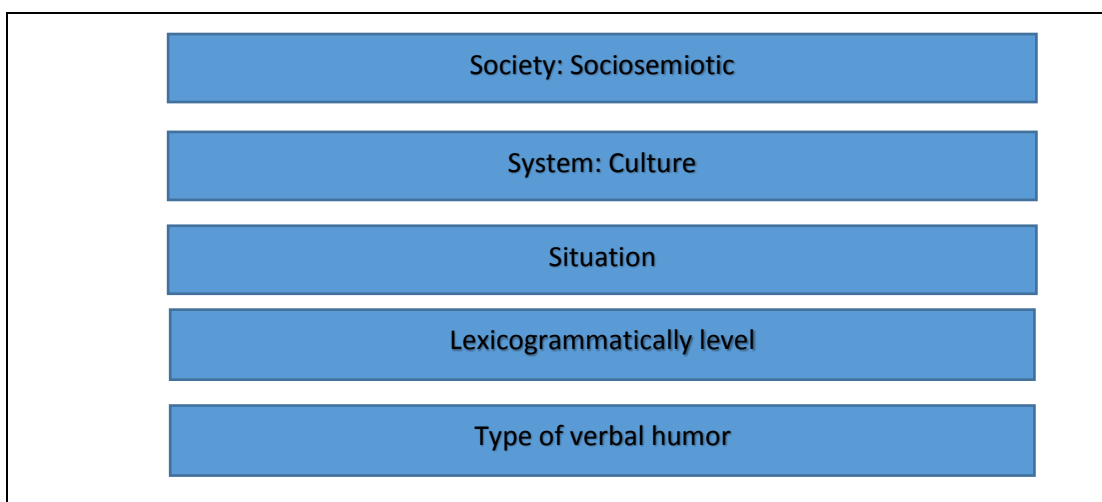 Society: Sociosemiotic
System: Culture
Situation
Lexicogrammatically level
Type of verbal humor